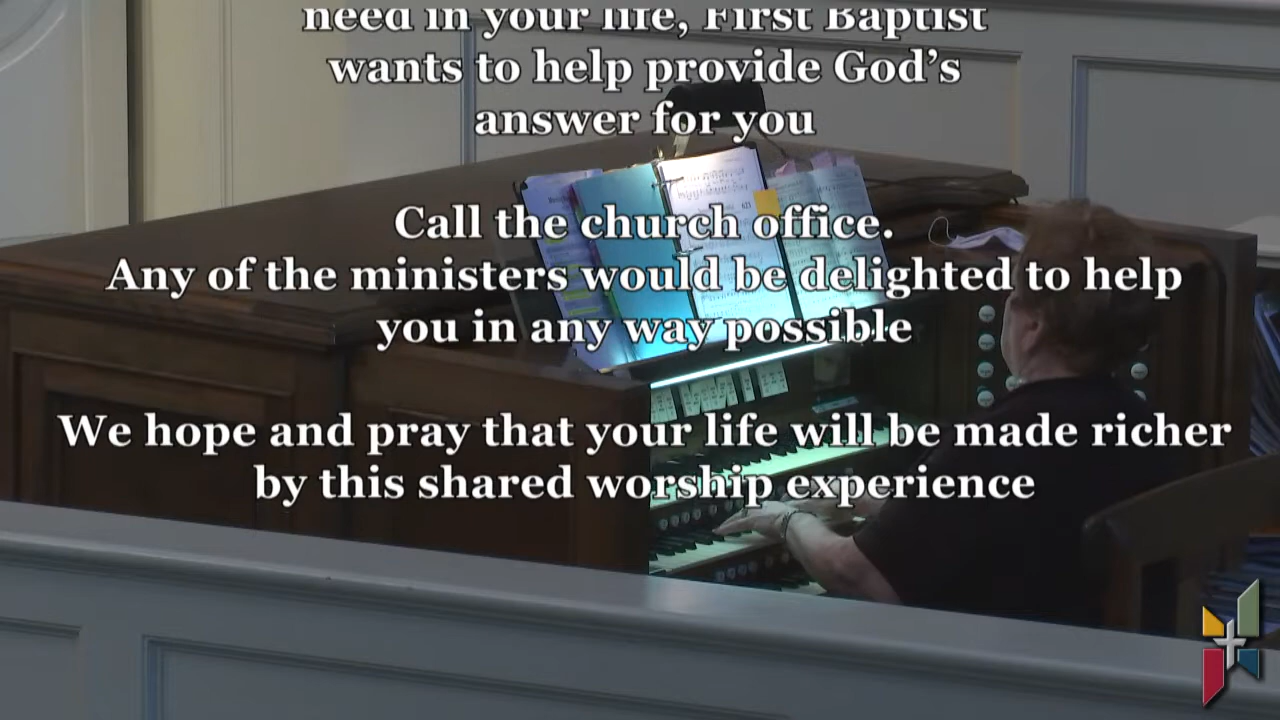 need in your life, First Baptist
wants to help provide God's
answer for you
Call the church office.
Any of the ministers would be delighted to help
you in any way possible
We hope and pray that your life will be made richer
by this shared worship experience
623